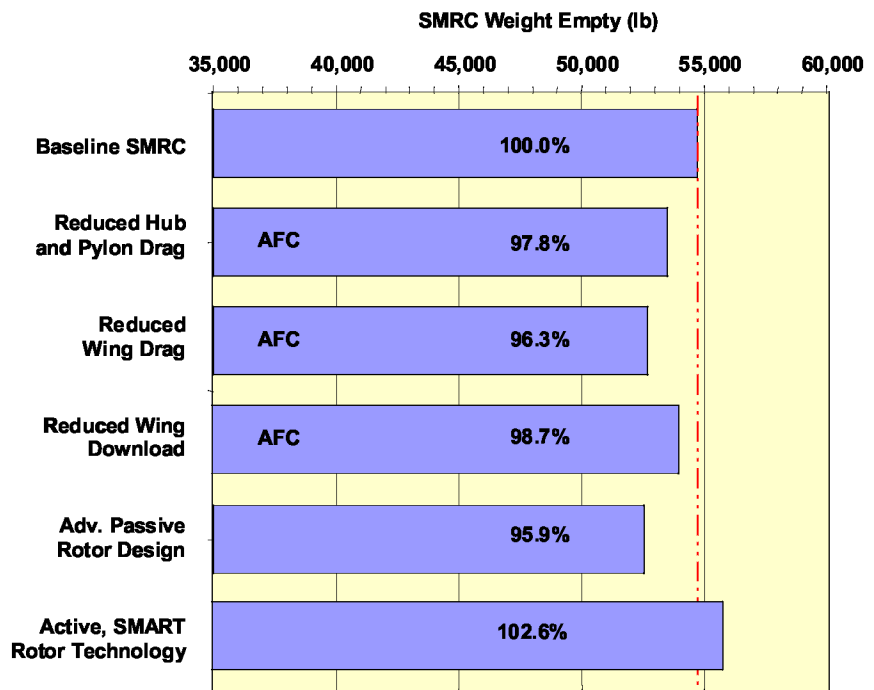 SMRC Weight Empty (lb)
35,000 40,000 45,000 50,000 55,000 60,000
Baseline SMRC
100.0%
Reduced Hub
and Pylon Drag
AFC
97.8%
Reduced
Wing Drag
AFC
96.3%
Reduced Wing
Download
AFC
98.7%
Adv. Passive
Rotor Design
95.9%
Active, SMART
Rotor Technology
102.6%